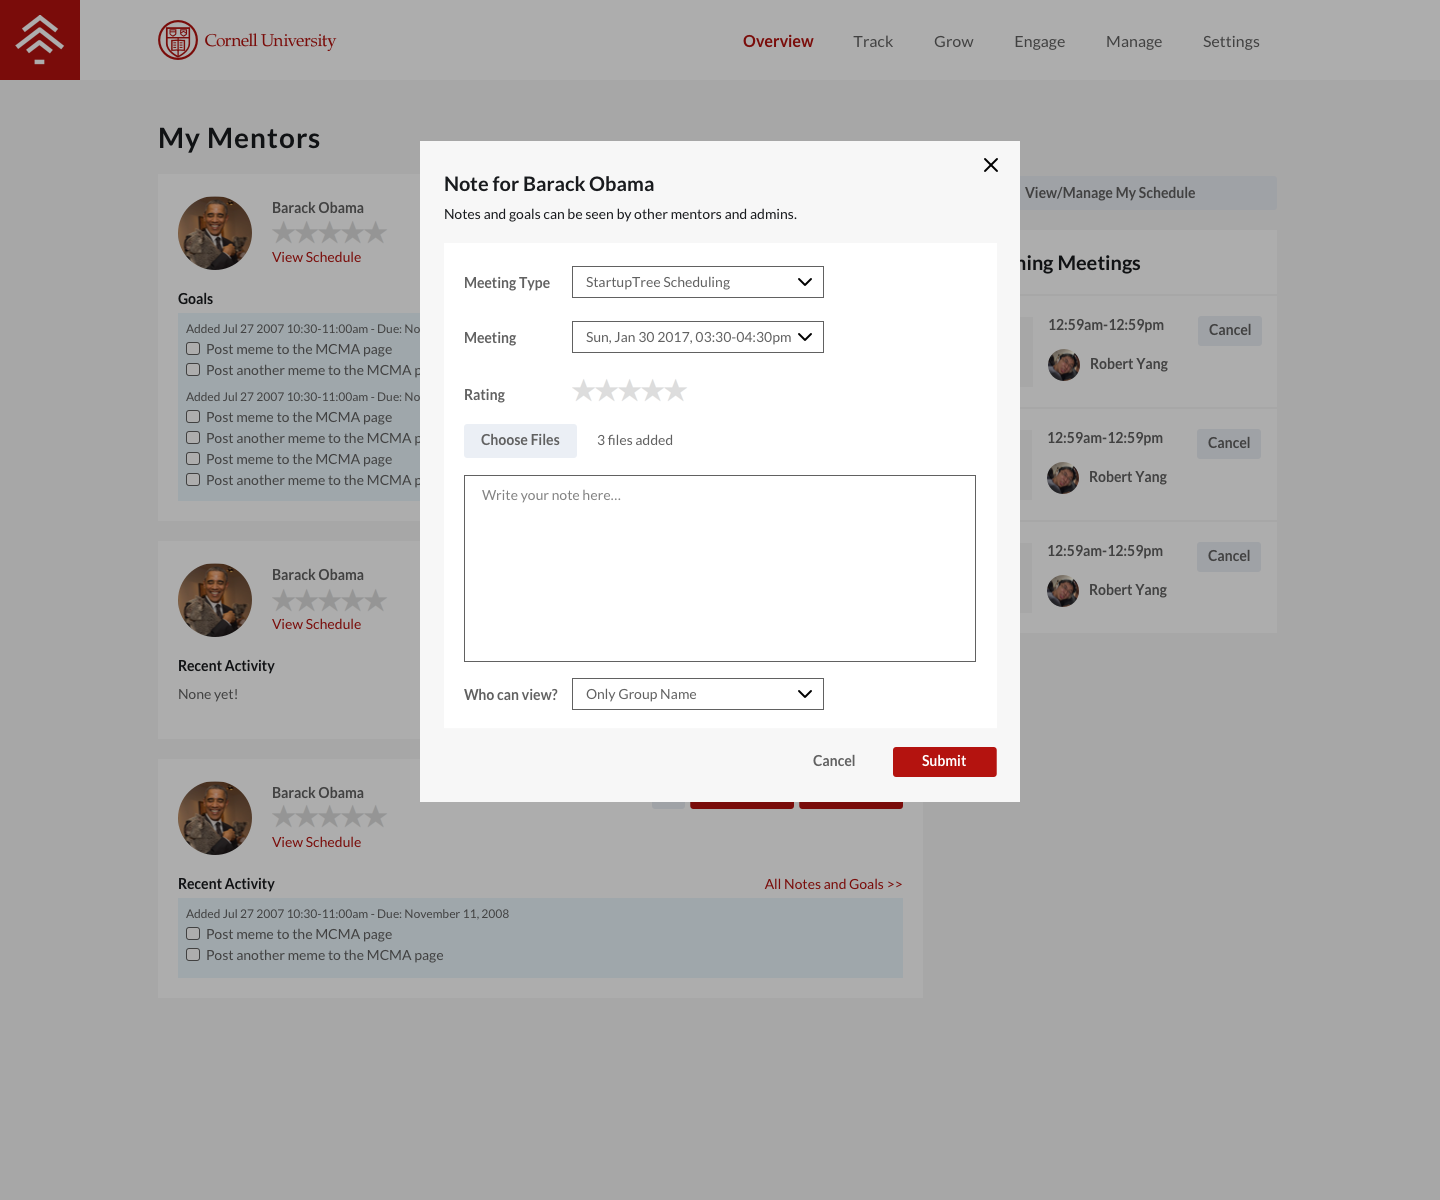 Cornell University
Overview
Track
Grow
Engage
Manage
Settings
My Mentors
Barack Obama
View Schedule
Goals
Added Jul 27 2007 10:30-11:00am - Due: No
Post meme to the MCMA page
Post another meme to the MCMA p
Added Jul 27 2007 10:30-11:00am - Due: No
Post meme to the MCMA page
Post another meme to the MCMA p
Post meme to the MCMA page
Post another meme to the MCMA p
Barack Obama
View Schedule
Recent Activity
None yet!
Barack Obama
View Schedule
Recent Activity
All Notes and Goals >>
Added Jul 27 2007 10:30-11:00am - Due: November 11, 2008
Post meme to the MCMA page
Post another meme to the MCMA page
Note for Barack Obama
Notes and goals can be seen by other mentors and admins.
Meeting Type
StartupTree Scheduling
Meeting
Sun, Jan 30 2017, 03:30-04:30pm
Rating
Choose Files
3 files added
Write your note here...
Who can view?
Only Group Name
Cancel
Submit
View/Manage My Schedule
ning Meetings
12:59am-12:59pm
Cancel
Robert Yang
12:59am-12:59pm
Cancel
Robert Yang
12:59am-12:59pm
Cancel
Robert Yang